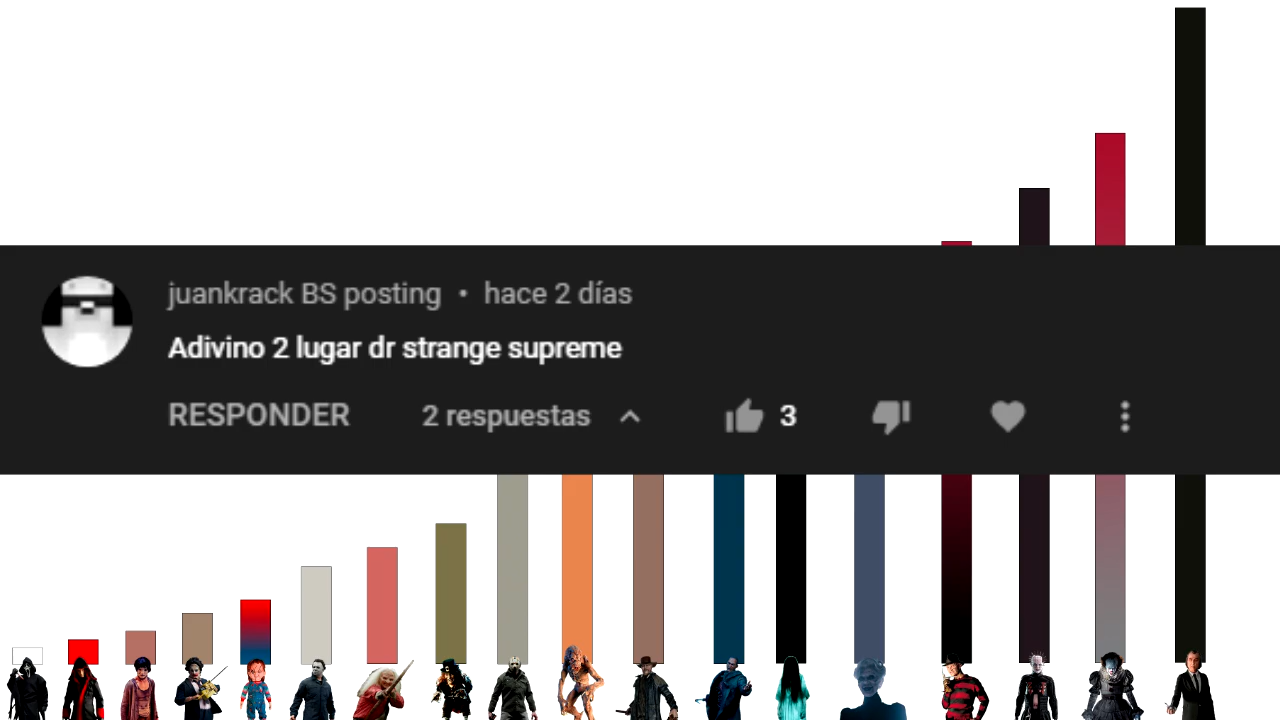 juankrack BS posting • hace 2 días
Adivino 2 lugar dr strange supreme
RESPONDER 2 respuestas 3